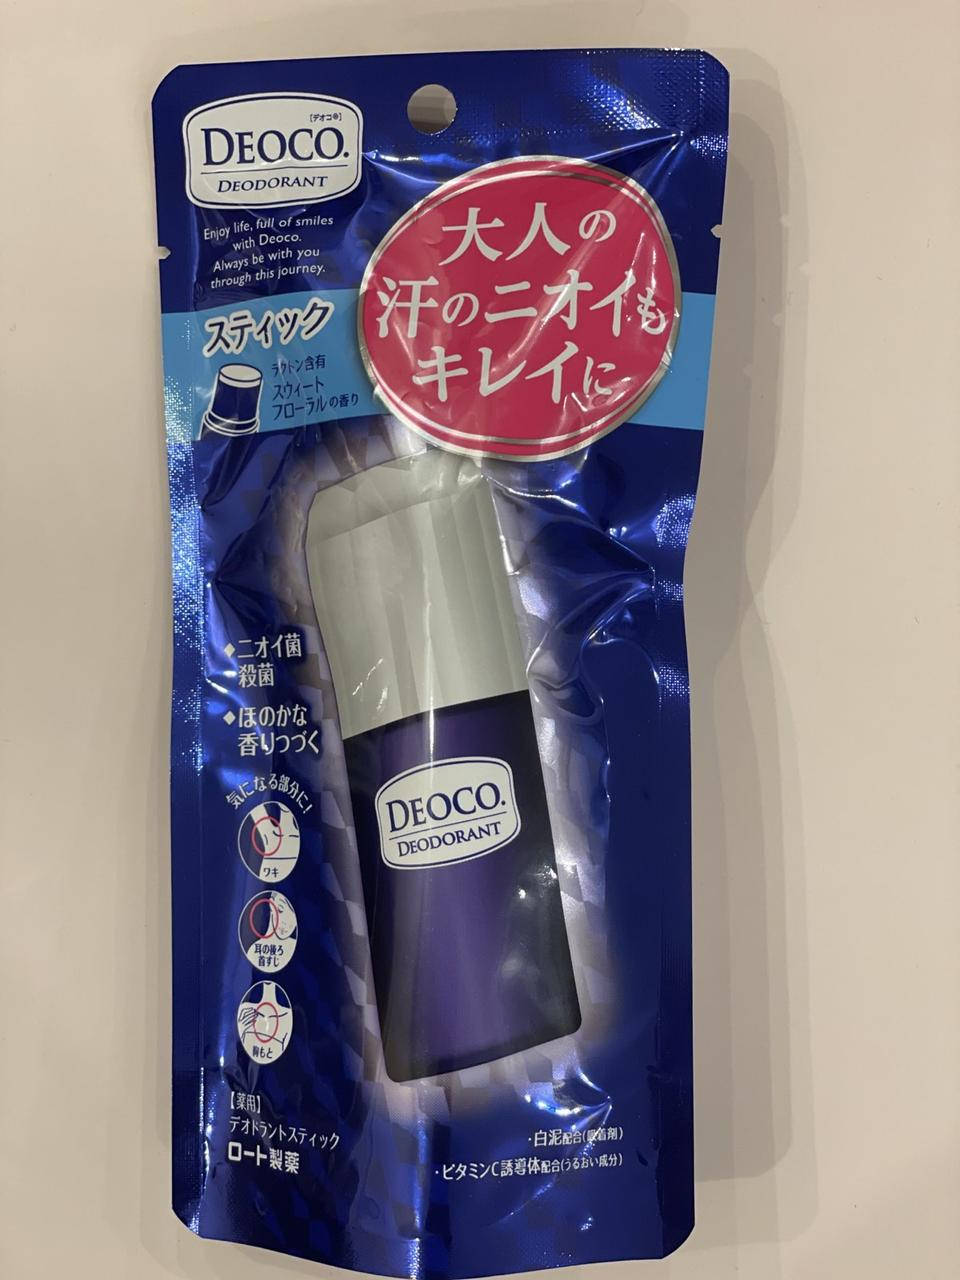 [デオコ®]
DEOCO.
DEODORANT
Enjoy life, full of smiles
with Deoco.
Always be with you
through this journey.
大人の
汗のニオイも
キレイに
スティック
ラクトン含有
スウィート
フローラルの香り
◆ニオイ菌
殺菌
◆ほのかな
香りつづく
気になる部分に!
ワキ
耳の後ろ
首すじ
胸もと
DEOCO.
DEODORANT
【薬用】
デオドラントスティック
ロート製薬
・白泥配合(吸着剤)
・ビタミンC誘導体配合(うるおい成分)